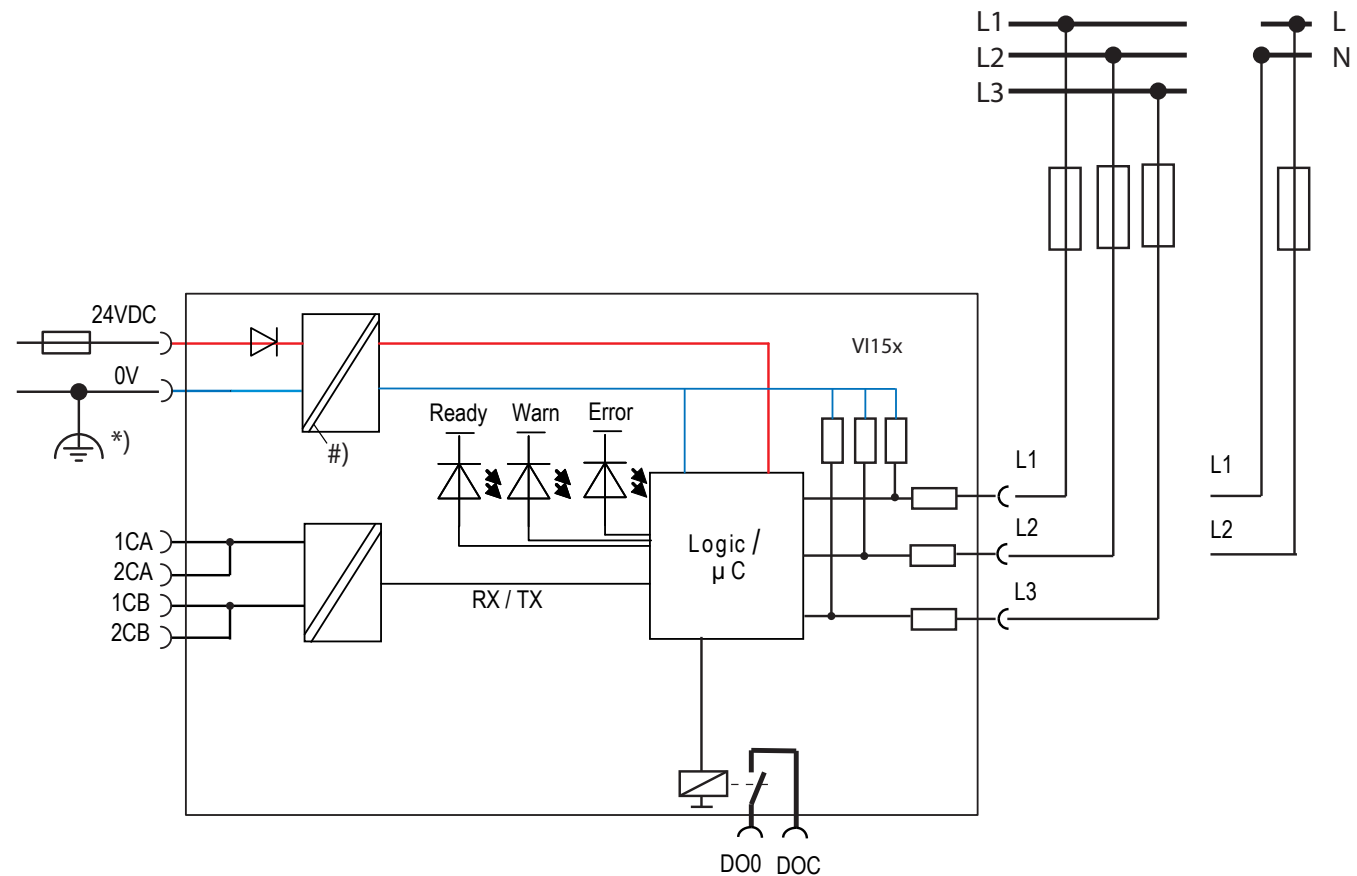 L1
L
L2
N
L3
24VDC
VI15x
0V
Ready
Warn
Error
*)
#)
L1
L1
1CA
2CA
1CB
2CB
Logic /
µC
L2
L2
RX / TX
L3
DO0
DOC